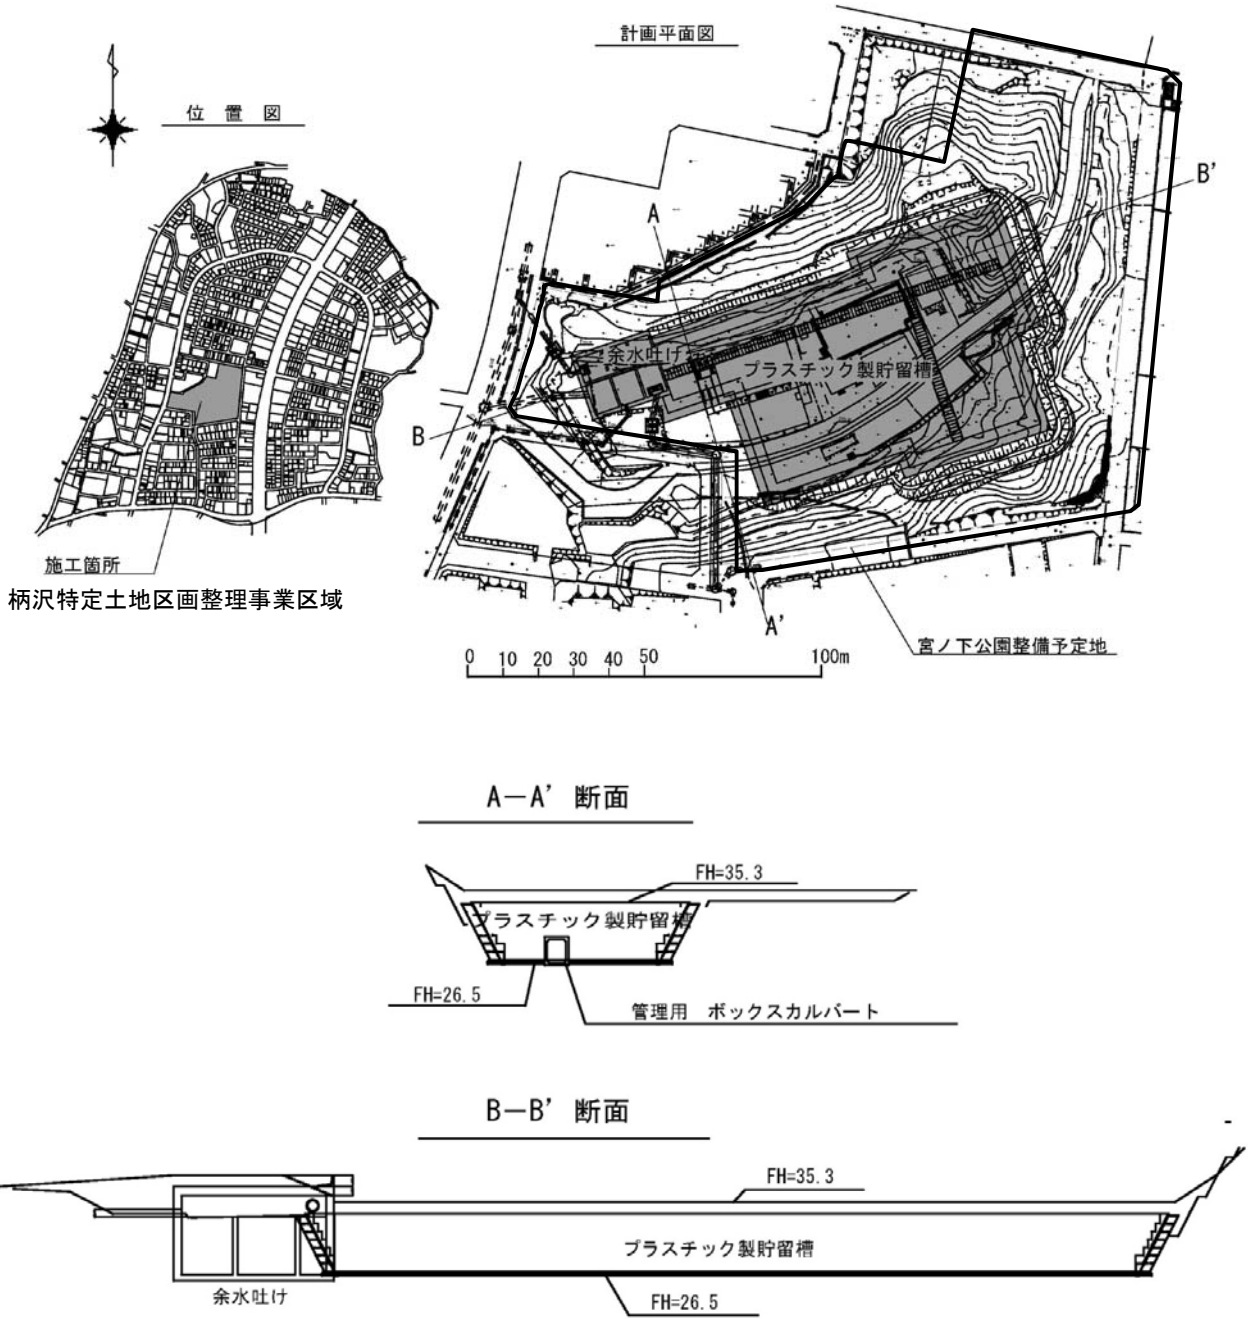 計画平面図
位 置 図
B'
A
余水吐け
プラスチック製貯留槽
B
施工箇所
柄沢特定土地区画整理事業区域
A'
宮ノ下公園整備予定地
0 10 20 30 40 50 100m
A－A' 断面
FH=35.3
プラスチック製貯留槽
FH=26.5
管理用 ボックスカルバート
B－B' 断面
FH=35.3
プラスチック製貯留槽
余水吐け
FH=26.5